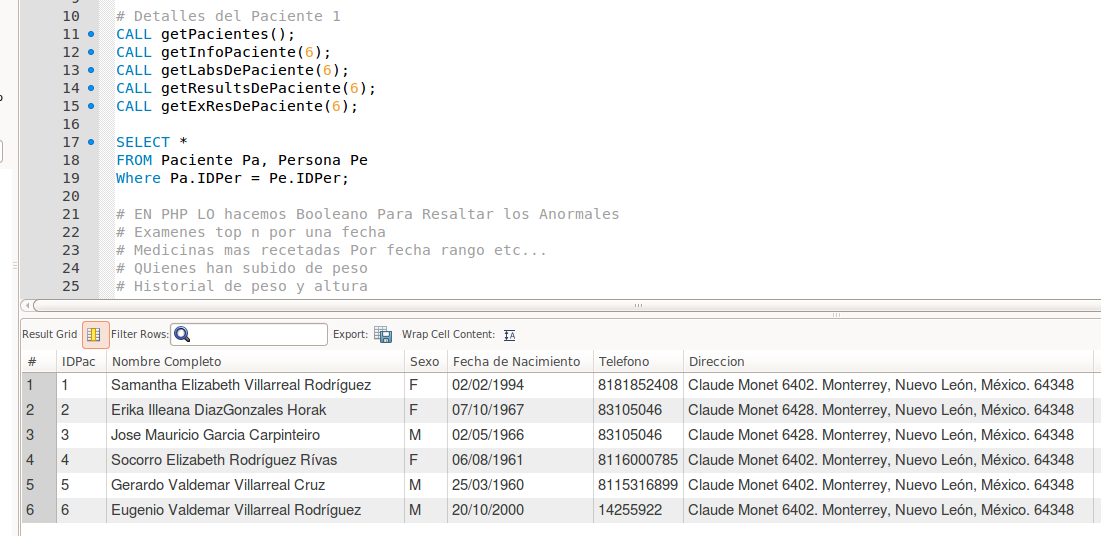 10 # Detalles del Paciente 1
11 CALL getPacientes();
12 CALL getInfoPaciente(6);
13 CALL getLabsDePaciente(6);
14 CALL getResultsDePaciente(6);
15 CALL getExResDePaciente(6);
16
17 SELECT *
18 FROM Paciente Pa, Persona Pe
19 Where Pa.IDPer = Pe.IDPer;
20
21 # EN PHP LO hacemos Booleano Para Resaltar los Anormales
22 # Examenes top n por una fecha
23 # Medicinas mas recetadas Por fecha rango etc...
24 # QUienes han subido de peso
25 # Historial de peso y altura
Result Grid Filter Rows: Export: Wrap Cell Content:
# IDPac Nombre Completo Sexo Fecha de Nacimiento Telefono Direccion
1 1 Samantha Elizabeth Villarreal Rodríguez F 02/02/1994 8181852408 Claude Monet 6402. Monterrey, Nuevo León, México. 64348
2 2 Erika Illeana DiazGonzales Horak F 07/10/1967 83105046 Claude Monet 6428. Monterrey, Nuevo León, México. 64348
3 3 Jose Mauricio Garcia Carpinteiro M 02/05/1966 83105046 Claude Monet 6428. Monterrey, Nuevo León, México. 64348
4 4 Socorro Elizabeth Rodríguez Rívas F 06/08/1961 8116000785 Claude Monet 6402. Monterrey, Nuevo León, México. 64348
5 5 Gerardo Valdemar Villarreal Cruz M 25/03/1960 8115316899 Claude Monet 6402. Monterrey, Nuevo León, México. 64348
6 6 Eugenio Valdemar Villarreal Rodríguez M 20/10/2000 14255922 Claude Monet 6402. Monterrey, Nuevo León, México. 64348